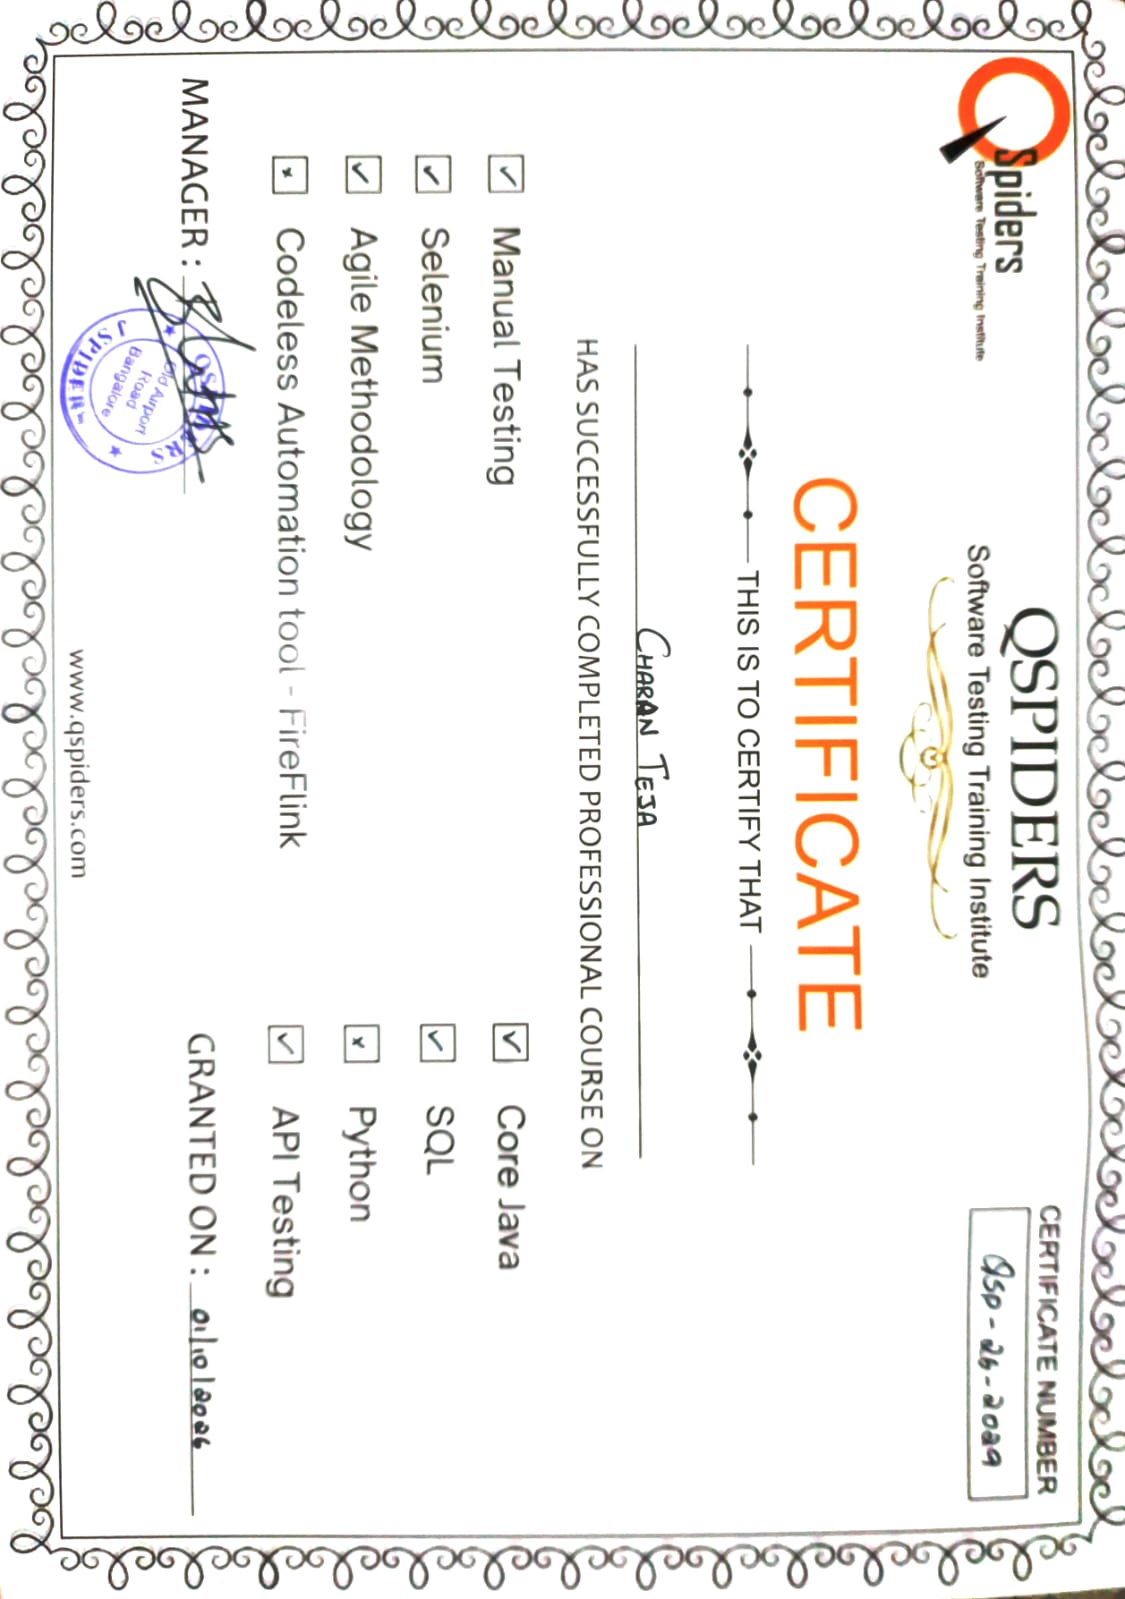 Spiders
Software Testing Training Institute
QSPIDERS
Software Testing Training Institute
CERTIFICATE NUMBER
QSP-26-2029
CERTIFICATE
THIS IS TO CERTIFY THAT
CHARAN TEJA
HAS SUCCESSFULLY COMPLETED PROFESSIONAL COURSE ON
Manual Testing
Core Java
Selenium
SQL
Agile Methodology
Python
Codeless Automation tool - FireFlink
API Testing
MANAGER :
QSPIDERS
Old Airport
Road
Bangalore
J SPIDERS
GRANTED ON : 01/10/2026
www.qspiders.com